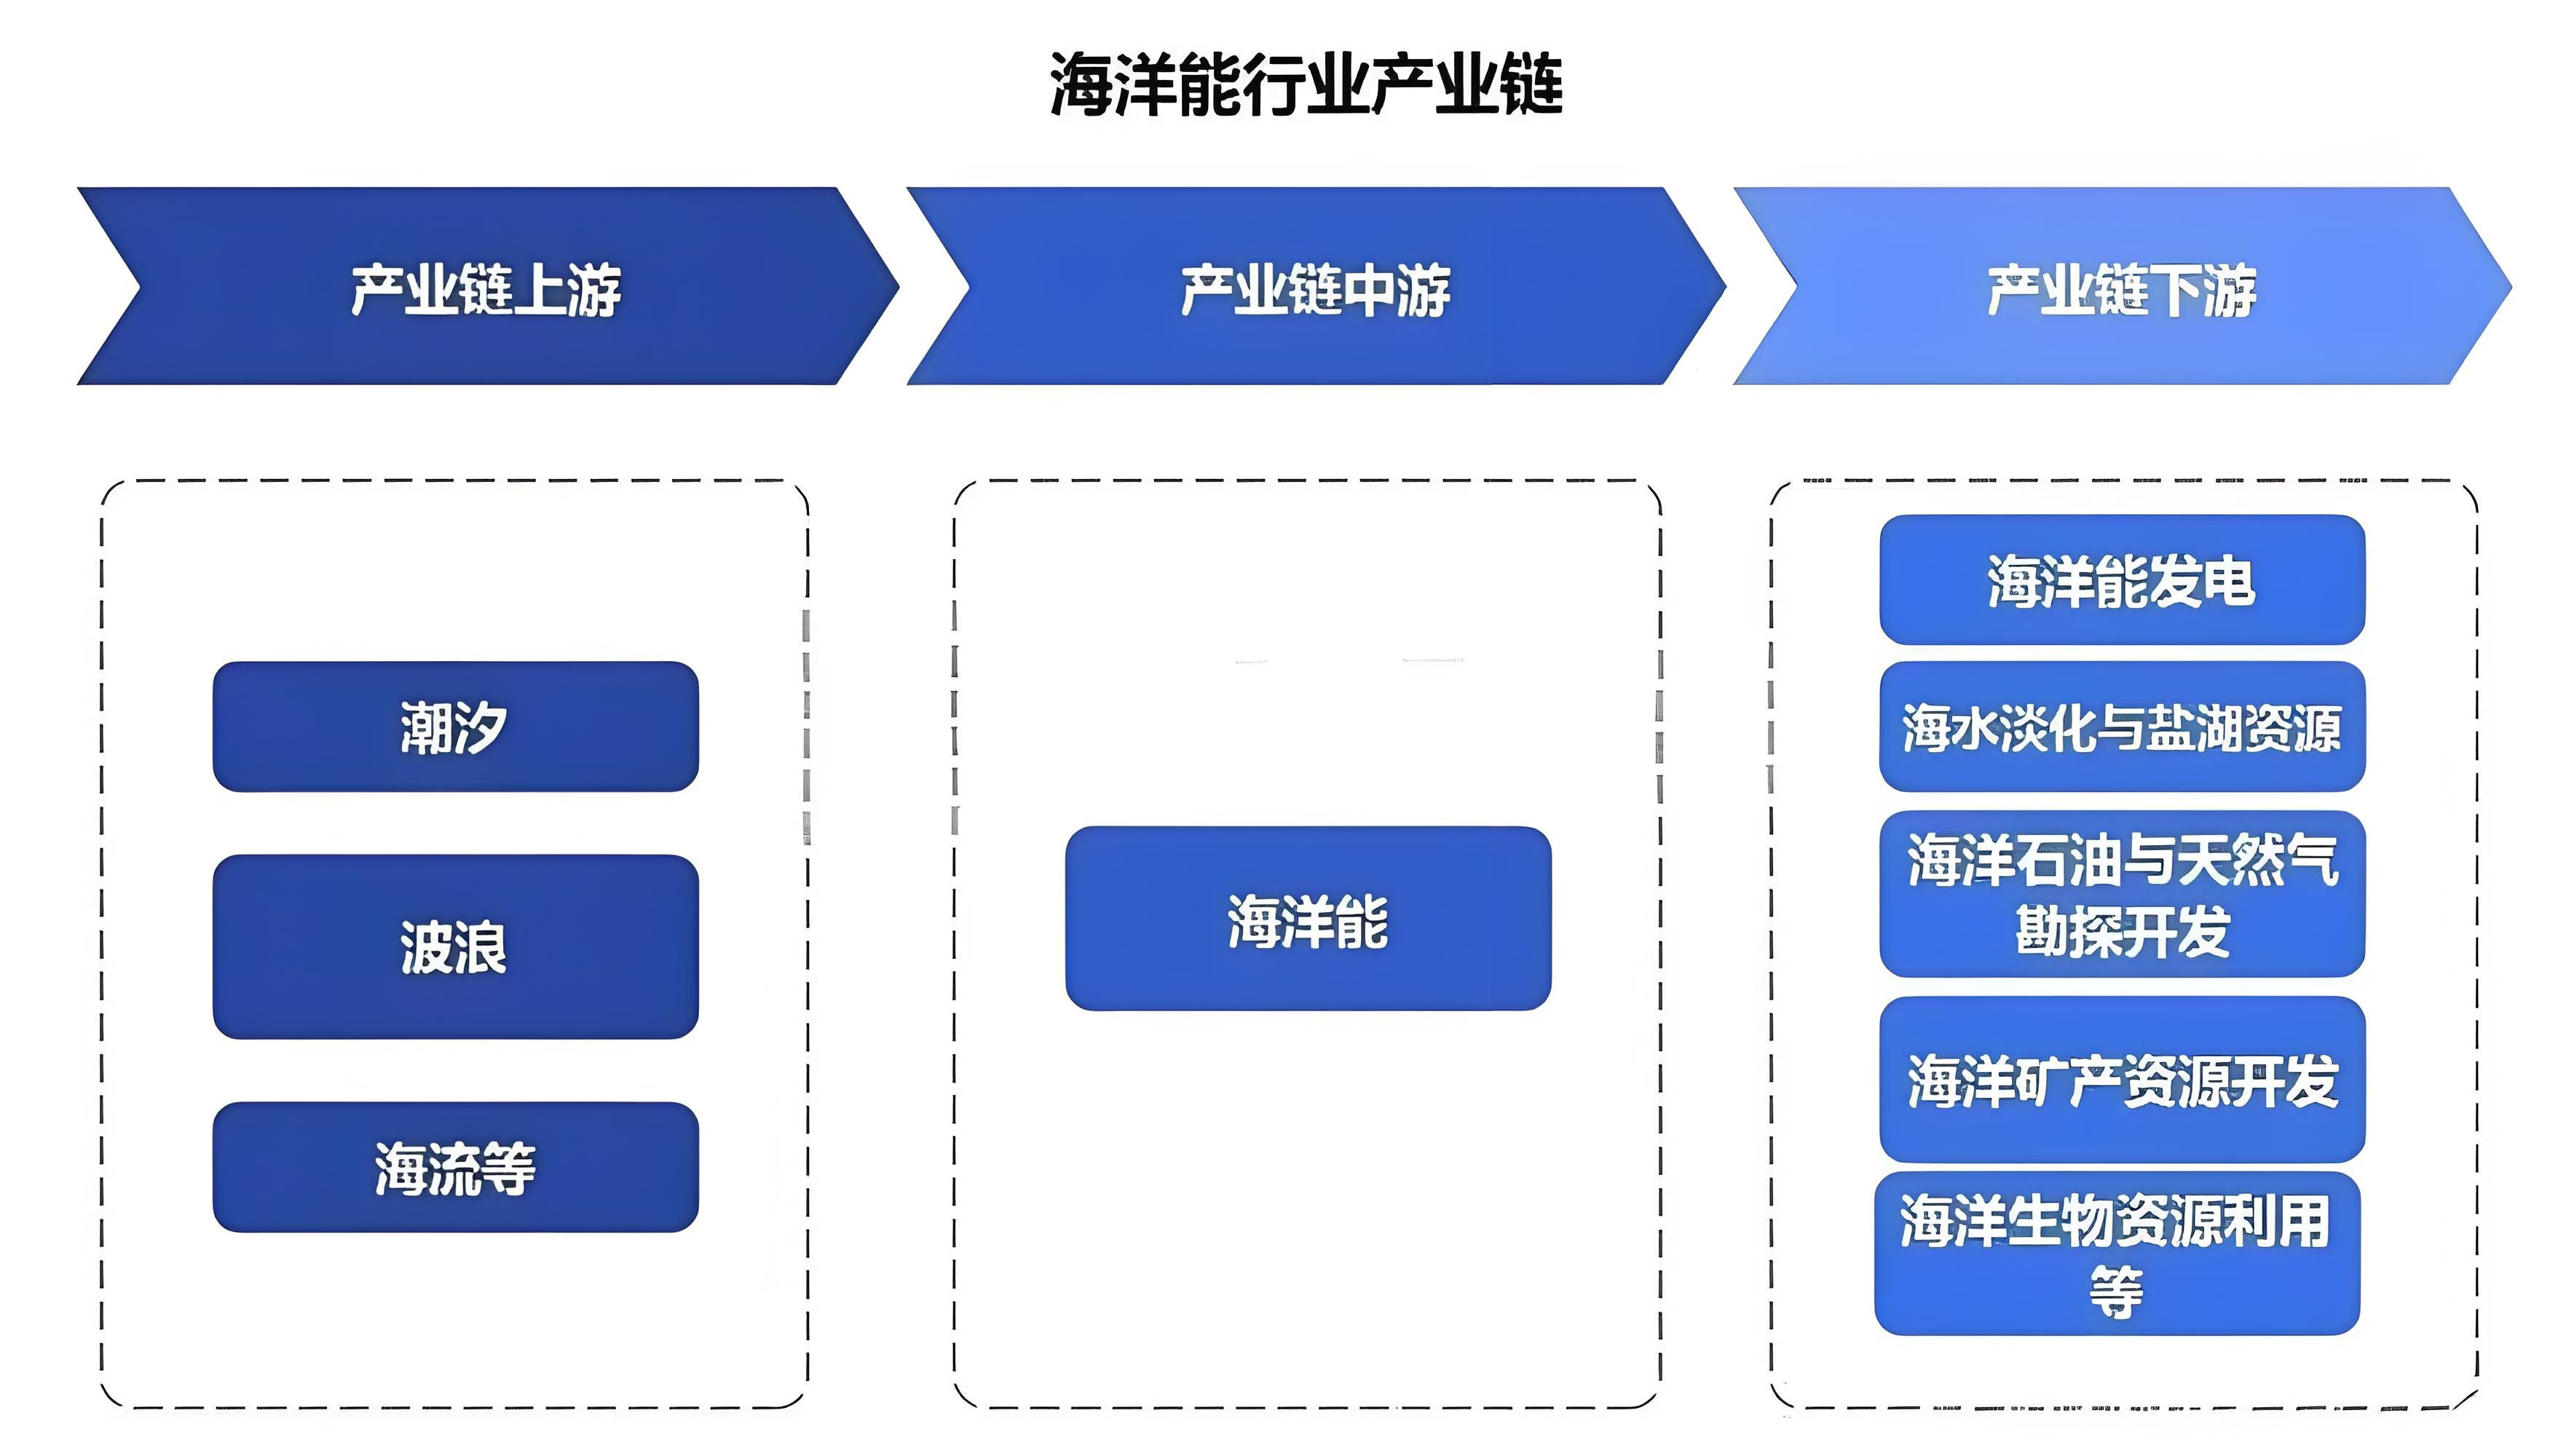 海洋能行业产业链
产业链上游
产业链中游
产业链下游
潮汐
波浪
海流等
海洋能
海洋能发电
海水淡化与盐湖资源
海洋石油与天然气
勘探开发
海洋矿产资源开发
海洋生物资源利用
等